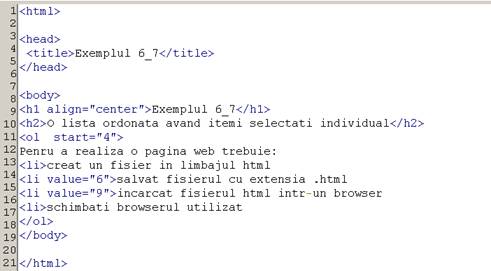 1 <html>
2
3 <head>
4 <title>Exemplul 6_7</title>
5 </head>
6
7 <body>
8 <h1 align="center">Exemplul 6_7</h1>
9 <h2>O lista ordonata avand itemi selectati individual</h2>
10 <ol  start="4">
11 Penru a realiza o pagina web trebuie:
12 <li>creat un fisier in limbajul html
13 <li value="6">salvat fisierul cu extensia .html
14 <li value="9">incarcat fisierul html intr-un browser
15 <li>schimbati browserul utilizat
16 </ol>
17 </body>
18
19
20 </html>
21